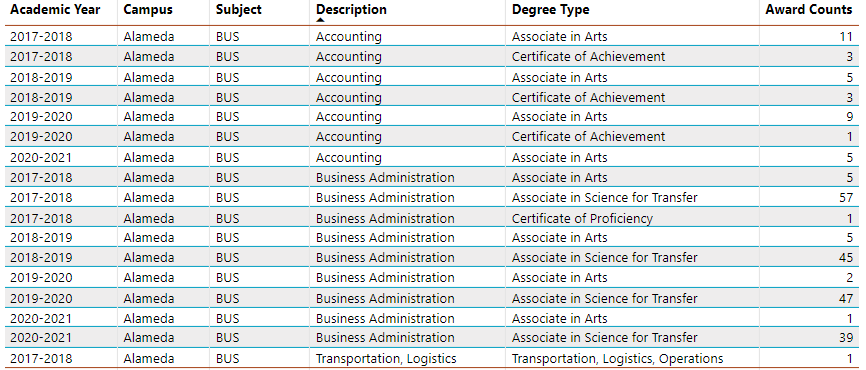 Academic Year Campus Subject Description Degree Type Award Counts
2017-2018 Alameda BUS Accounting Associate in Arts 11
2017-2018 Alameda BUS Accounting Certificate of Achievement 3
2018-2019 Alameda BUS Accounting Associate in Arts 5
2018-2019 Alameda BUS Accounting Certificate of Achievement 3
2019-2020 Alameda BUS Accounting Associate in Arts 9
2019-2020 Alameda BUS Accounting Certificate of Achievement 1
2020-2021 Alameda BUS Accounting Associate in Arts 5
2017-2018 Alameda BUS Business Administration Associate in Arts 5
2017-2018 Alameda BUS Business Administration Associate in Science for Transfer 57
2017-2018 Alameda BUS Business Administration Certificate of Proficiency 1
2018-2019 Alameda BUS Business Administration Associate in Arts 5
2018-2019 Alameda BUS Business Administration Associate in Science for Transfer 45
2019-2020 Alameda BUS Business Administration Associate in Arts 2
2019-2020 Alameda BUS Business Administration Associate in Science for Transfer 47
2020-2021 Alameda BUS Business Administration Associate in Arts 1
2020-2021 Alameda BUS Business Administration Associate in Science for Transfer 39
2017-2018 Alameda BUS Transportation, Logistics Transportation, Logistics, Operations 1